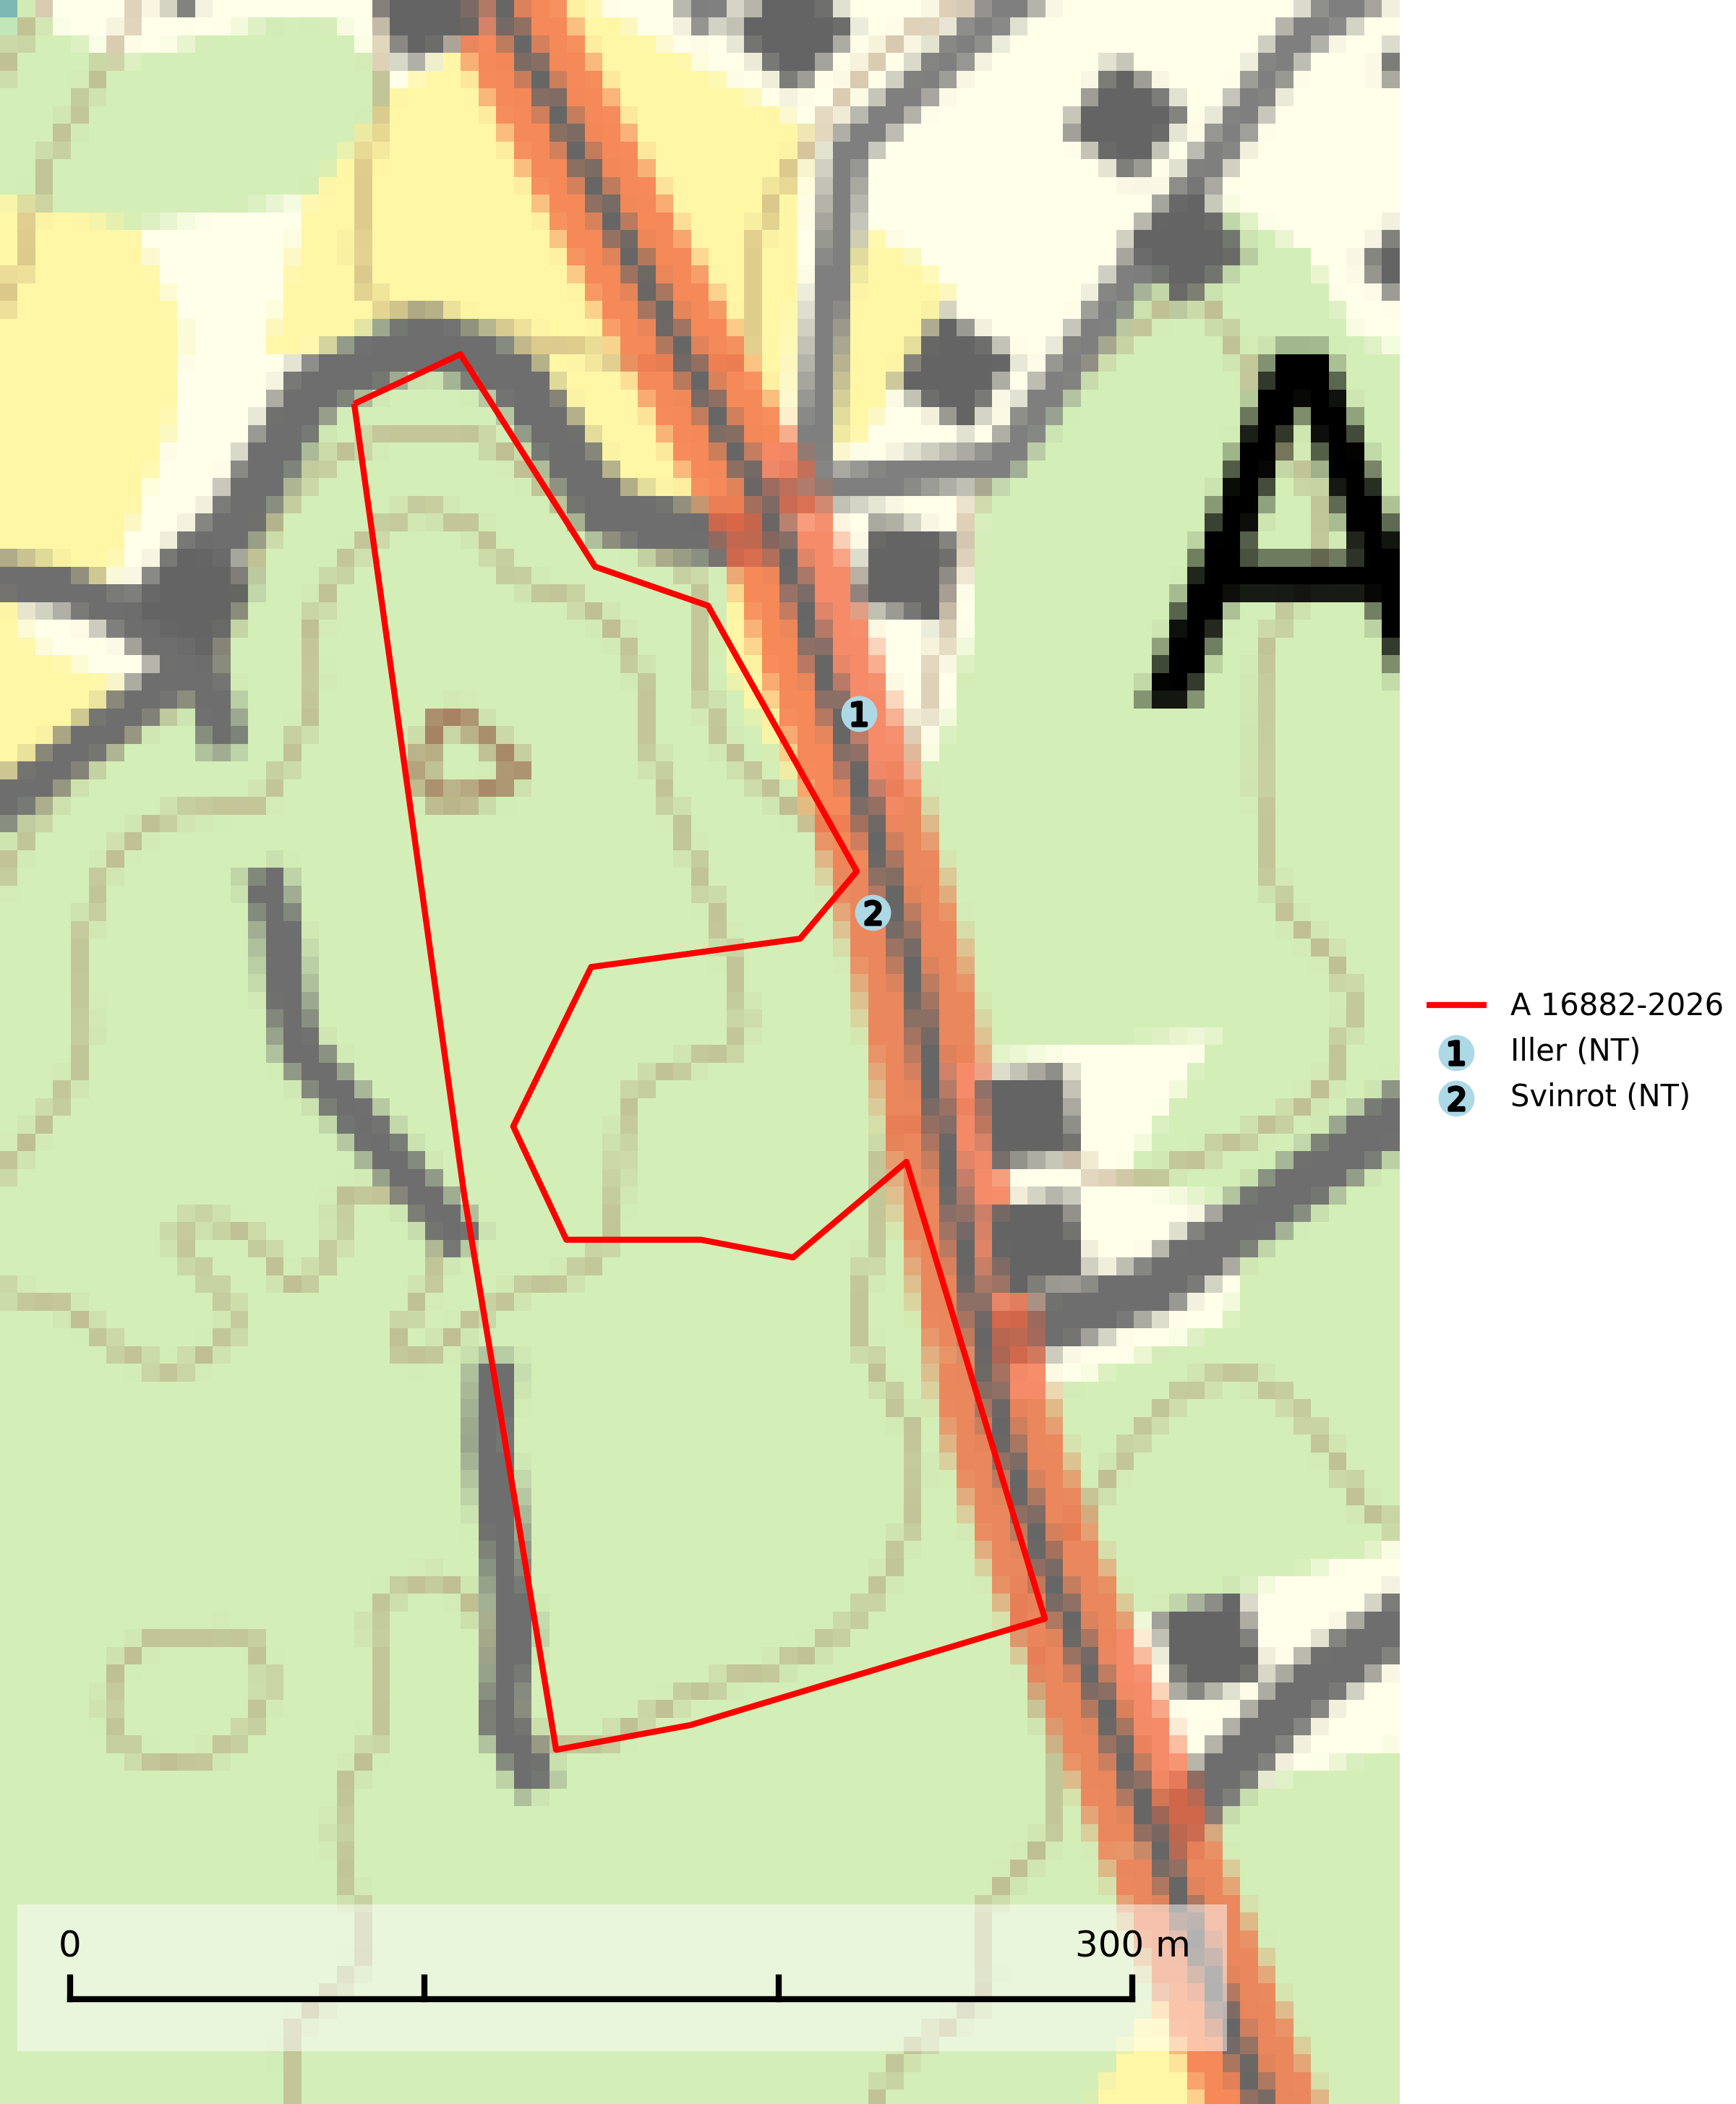 A
1
2
A 16882-2026
1 Iller (NT)
2 Svinrot (NT)
0 300 m